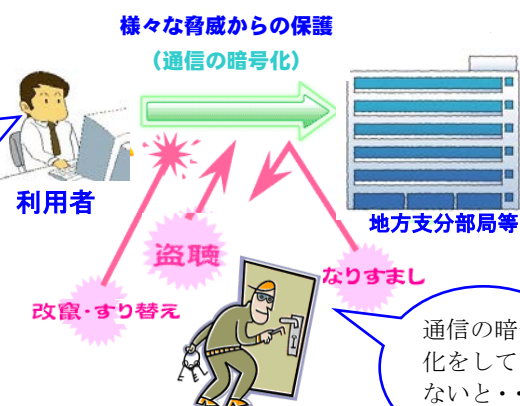 様々な脅威からの保護
（通信の暗号化）
利用者
地方支分部局等
盗聴
なりすまし
改竄・すり替え
通信の暗号
化をして
ないと・・